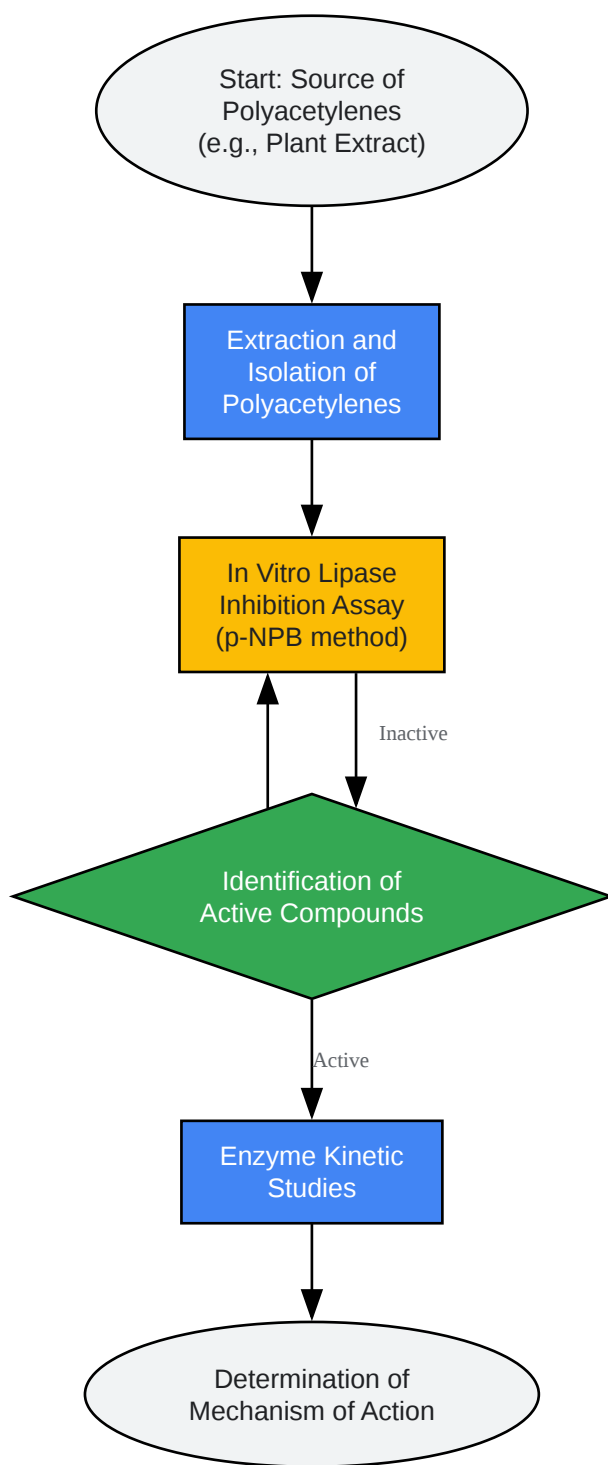 Start: Source of
Polyacetylenes
(e.g., Plant Extract)
Extraction and
Isolation of
Polyacetylenes
In Vitro Lipase
Inhibition Assay
(p-NPB method)
Inactive
Identification of
Active Compounds
Active
Enzyme Kinetic
Studies
Determination of
Mechanism of Action